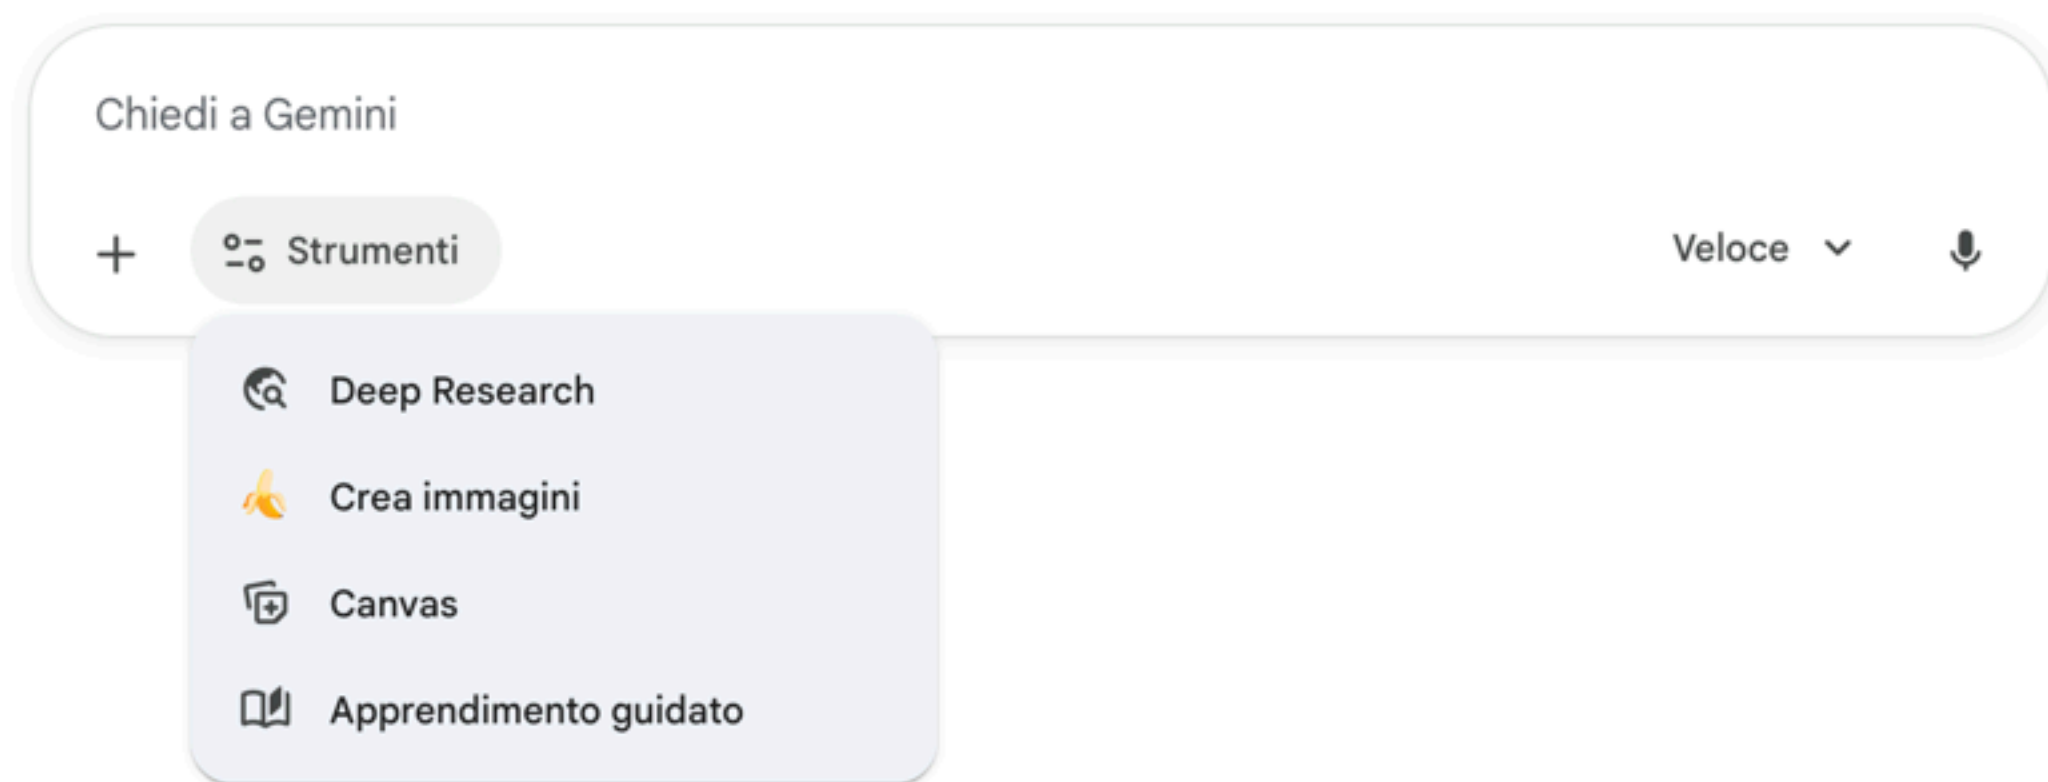 Chiedi a Gemini
Strumenti
Veloce
Deep Research
Crea immagini
Canvas
Apprendimento guidato